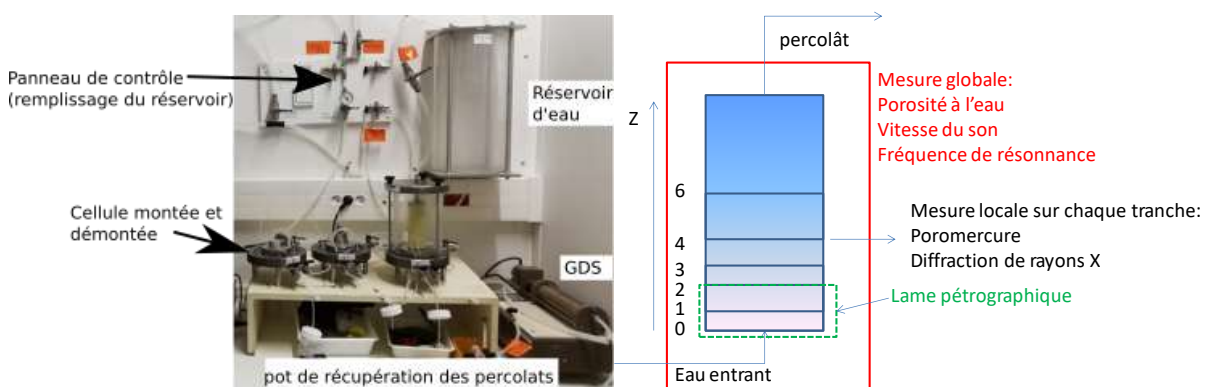 Panneau de contrôle
(remplissage du réservoir)
Réservoir
d'eau
Cellule montée et
démontée
GDS
pot de récupération des percolats
percolât
Mesure globale:
Porosité à l'eau
Vitesse du son
Fréquence de résonnance
Z
6
4
3
2
1
0
Mesure locale sur chaque tranche:
Poromercure
Diffraction de rayons X
Lame pétrographique
Eau entrant